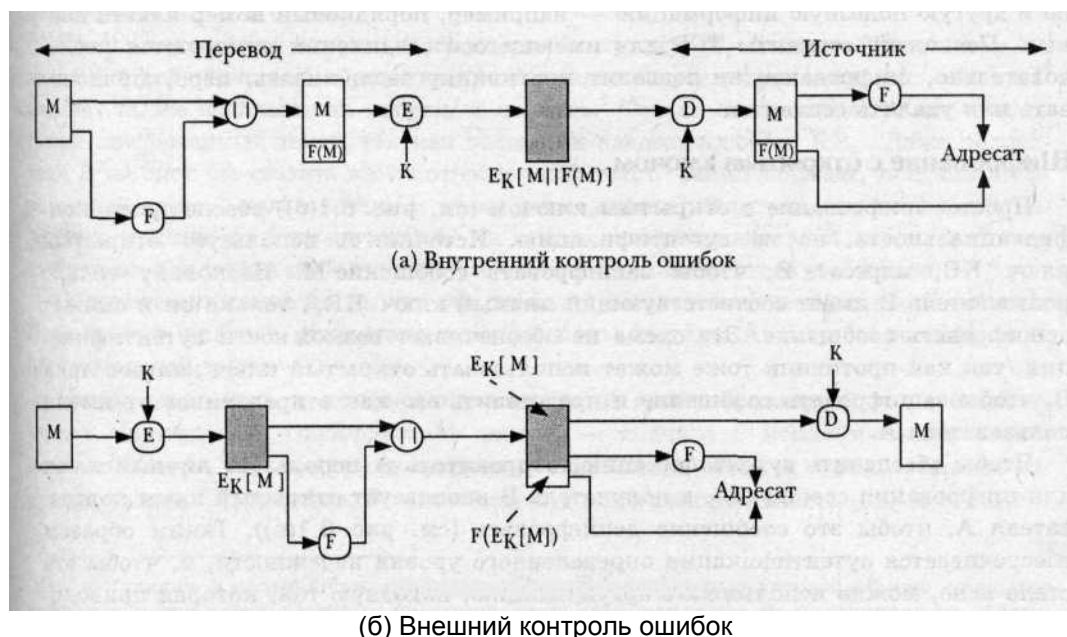 Перевод Источник
M || M E D M F
F(M) F(M)
K E_K[M||F(M)] K Адресат
F
(а) Внутренний контроль ошибок
K E_K[M] K
M E || D M
E_K[M] F
Адресат
F F(E_K[M])
(б) Внешний контроль ошибок